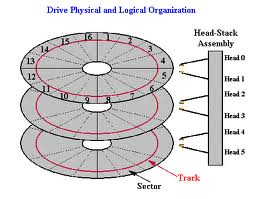 Drive Physical and Logical Organization
Head-Stack
Assembly
16
1
15
2
14
3
13
4
12
5
11
6
10
9
8
7
Head 0
Head 1
Head 2
Head 3
Head 4
Head 5
Track
Sector